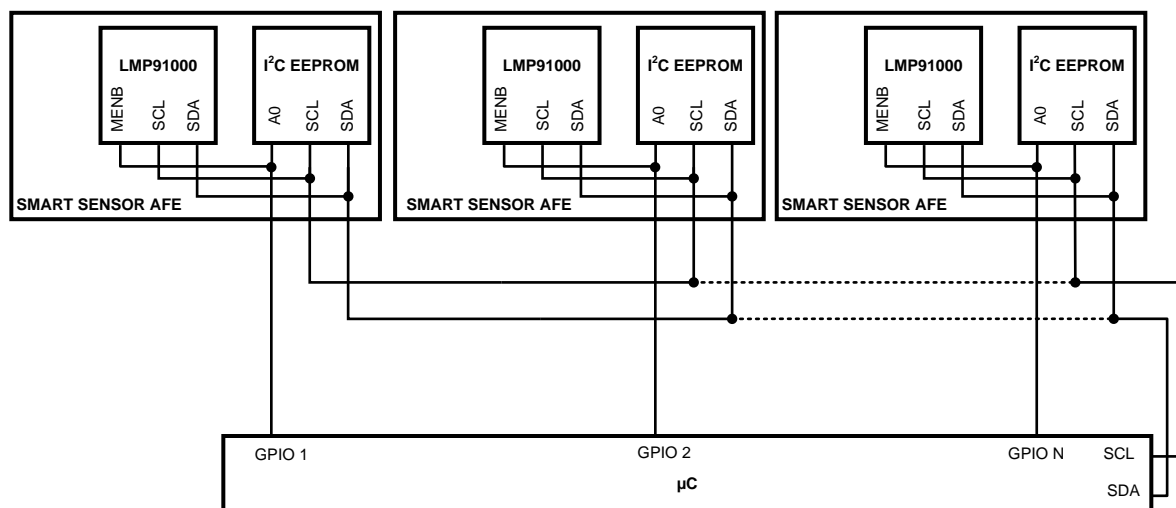 LMP91000
I²C EEPROM
MENB
SCL
SDA
A0
SCL
SDA
SMART SENSOR AFE
LMP91000
I²C EEPROM
MENB
SCL
SDA
A0
SCL
SDA
SMART SENSOR AFE
LMP91000
I²C EEPROM
MENB
SCL
SDA
A0
SCL
SDA
SMART SENSOR AFE
GPIO 1
GPIO 2
GPIO N
SCL
SDA
µC